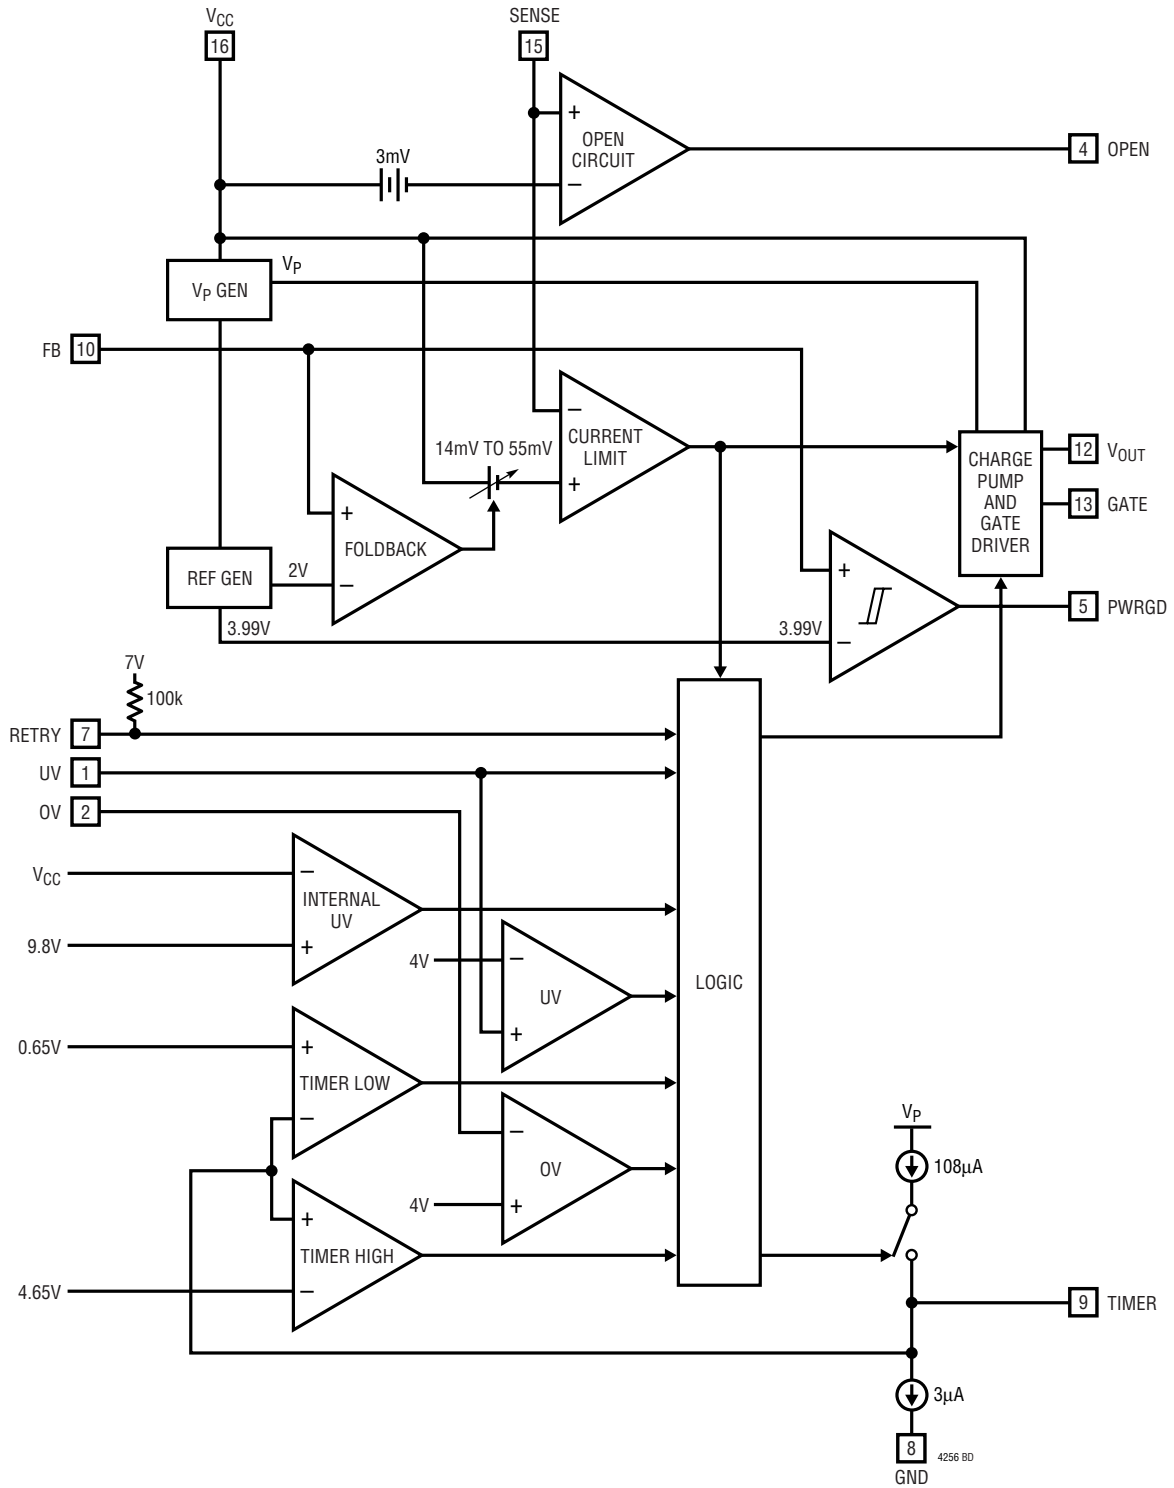 VCC
16
SENSE
15
+
OPEN
CIRCUIT
−
3mV
4
OPEN
VP
VP GEN
FB
10
14mV TO 55mV
−
CURRENT
LIMIT
+
CHARGE
PUMP
AND
GATE
DRIVER
12
VOUT
13
GATE
+
FOLDBACK
−
REF GEN
2V
3.99V
3.99V
+
−
5
PWRGD
7V
100k
RETRY
7
UV
1
OV
2
VCC
−
INTERNAL
UV
9.8V
+
4V
−
UV
+
LOGIC
0.65V
+
TIMER LOW
−
−
OV
4V
+
+
TIMER HIGH
4.65V
−
VP
108µA
9
TIMER
3µA
8
GND
4256 BD